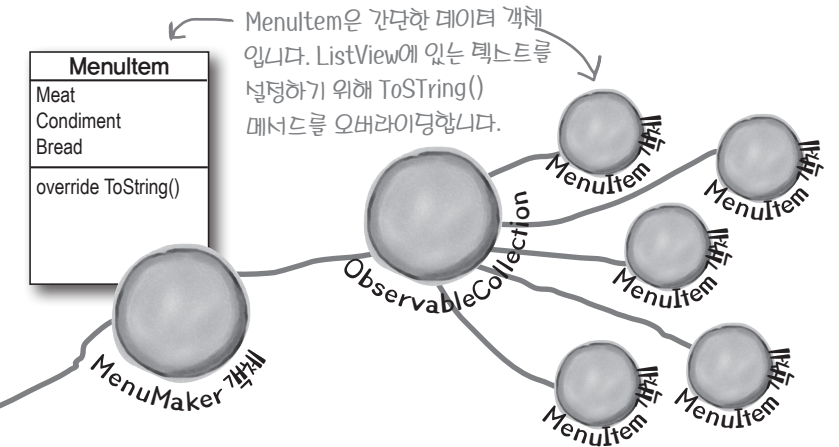 MenuItem은 간단한 데이터 객체
입니다. ListView에 있는 텍스트를
설정하기 위해 ToSTring()
메서드를 오버라이딩합니다.
MenuItem
Meat
Condiment
Bread
override ToString()
MenuMaker 객체
ObservableCollection
MenuItem 객체
MenuItem 객체
MenuItem 객체
MenuItem 객체
MenuItem 객체